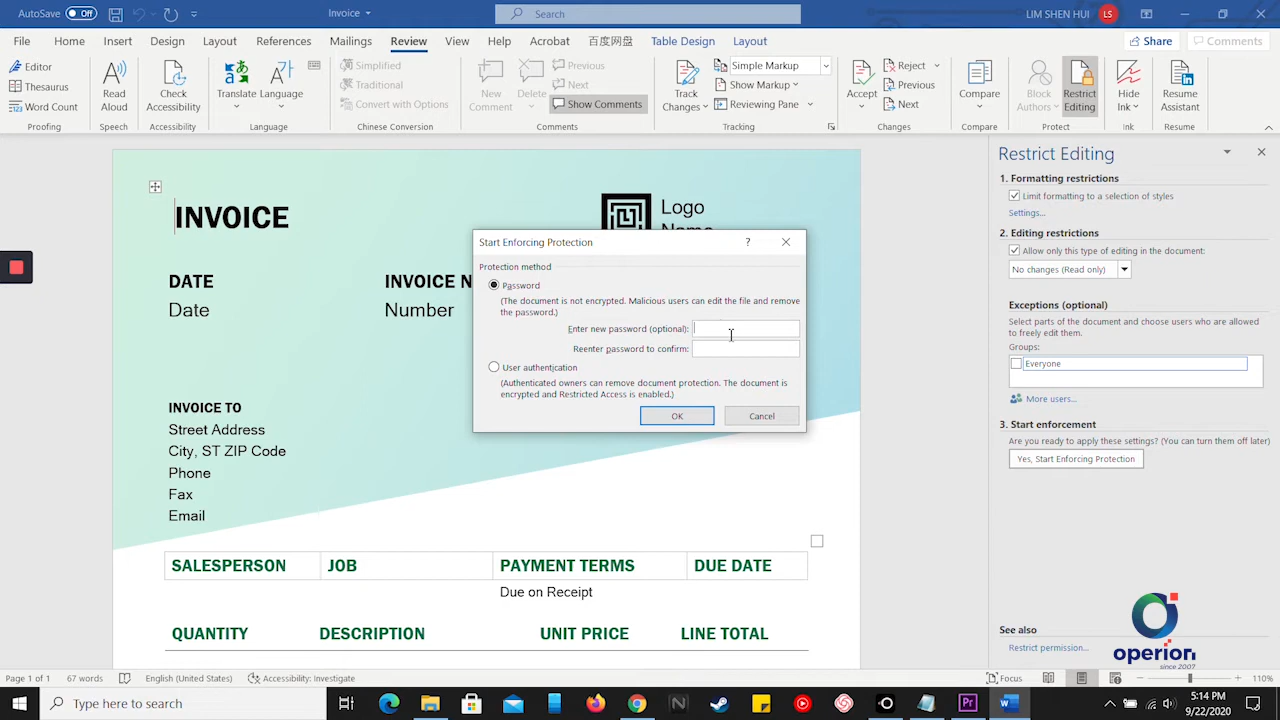 AutoSave Off
Invoice
Search
LIM SHEN HUI LS
File Home Insert Design Layout References Mailings Review View Help Acrobat 百度网盘 Table Design Layout
Share Comments
Editor
Thesaurus
Word Count
Proofing
Read Aloud
Speech
Check Accessibility
Accessibility
Translate Language
Language
Simplified
Traditional
Convert with Options
Chinese Conversion
New Comment
Delete
Previous
Next
Show Comments
Comments
Track Changes
Simple Markup
Show Markup
Reviewing Pane
Tracking
Accept
Reject
Previous
Next
Changes
Compare
Compare
Block Authors
Restrict Editing
Protect
Hide Ink
Ink
Resume Assistant
Resume
INVOICE
Logo
Name
DATE
Date
INVOICE N
Number
INVOICE TO
Street Address
City, ST ZIP Code
Phone
Fax
Email
SALESPERSON JOB PAYMENT TERMS DUE DATE
Due on Receipt
QUANTITY DESCRIPTION UNIT PRICE LINE TOTAL
Start Enforcing Protection ?
Protection method
Password
(The document is not encrypted. Malicious users can edit the file and remove
the password.)
Enter new password (optional):
Reenter password to confirm:
User authentication
(Authenticated owners can remove document protection. The document is
encrypted and Restricted Access is enabled.)
OK Cancel
Restrict Editing
1. Formatting restrictions
Limit formatting to a selection of styles
Settings...
2. Editing restrictions
Allow only this type of editing in the document:
No changes (Read only)
Exceptions (optional)
Select parts of the document and choose users who are allowed
to freely edit them.
Groups:
Everyone
More users...
3. Start enforcement
Are you ready to apply these settings? (You can turn them off later)
Yes, Start Enforcing Protection
See also
Restrict permission...
operion
since 2007
Page 1 of 1 67 words English (United States) Accessibility: Investigate
Focus 110%
Type here to search
5:14 PM
9/22/2020